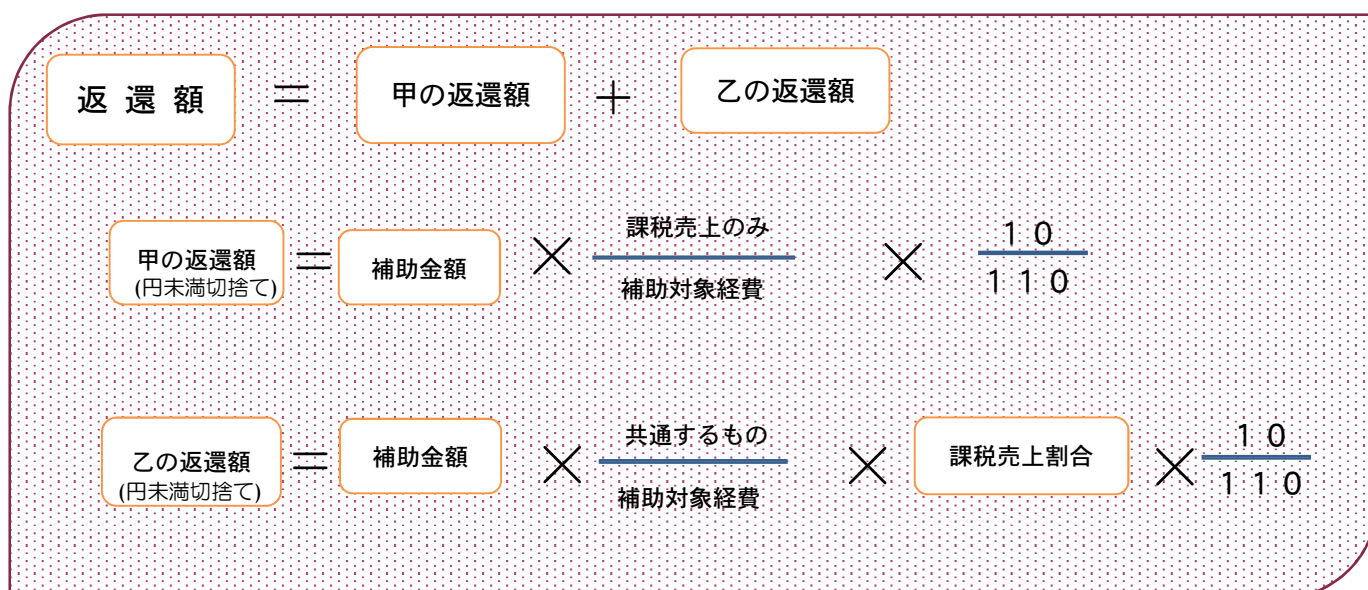 返 還 額 ＝ 甲の返還額 ＋ 乙の返還額
甲の返還額
(円未満切捨て)
＝ 補助金額 ×
課税売上のみ
補助対象経費
×
１０
１１０
乙の返還額
(円未満切捨て)
＝ 補助金額 ×
共通するもの
補助対象経費
× 課税売上割合 ×
１０
１１０